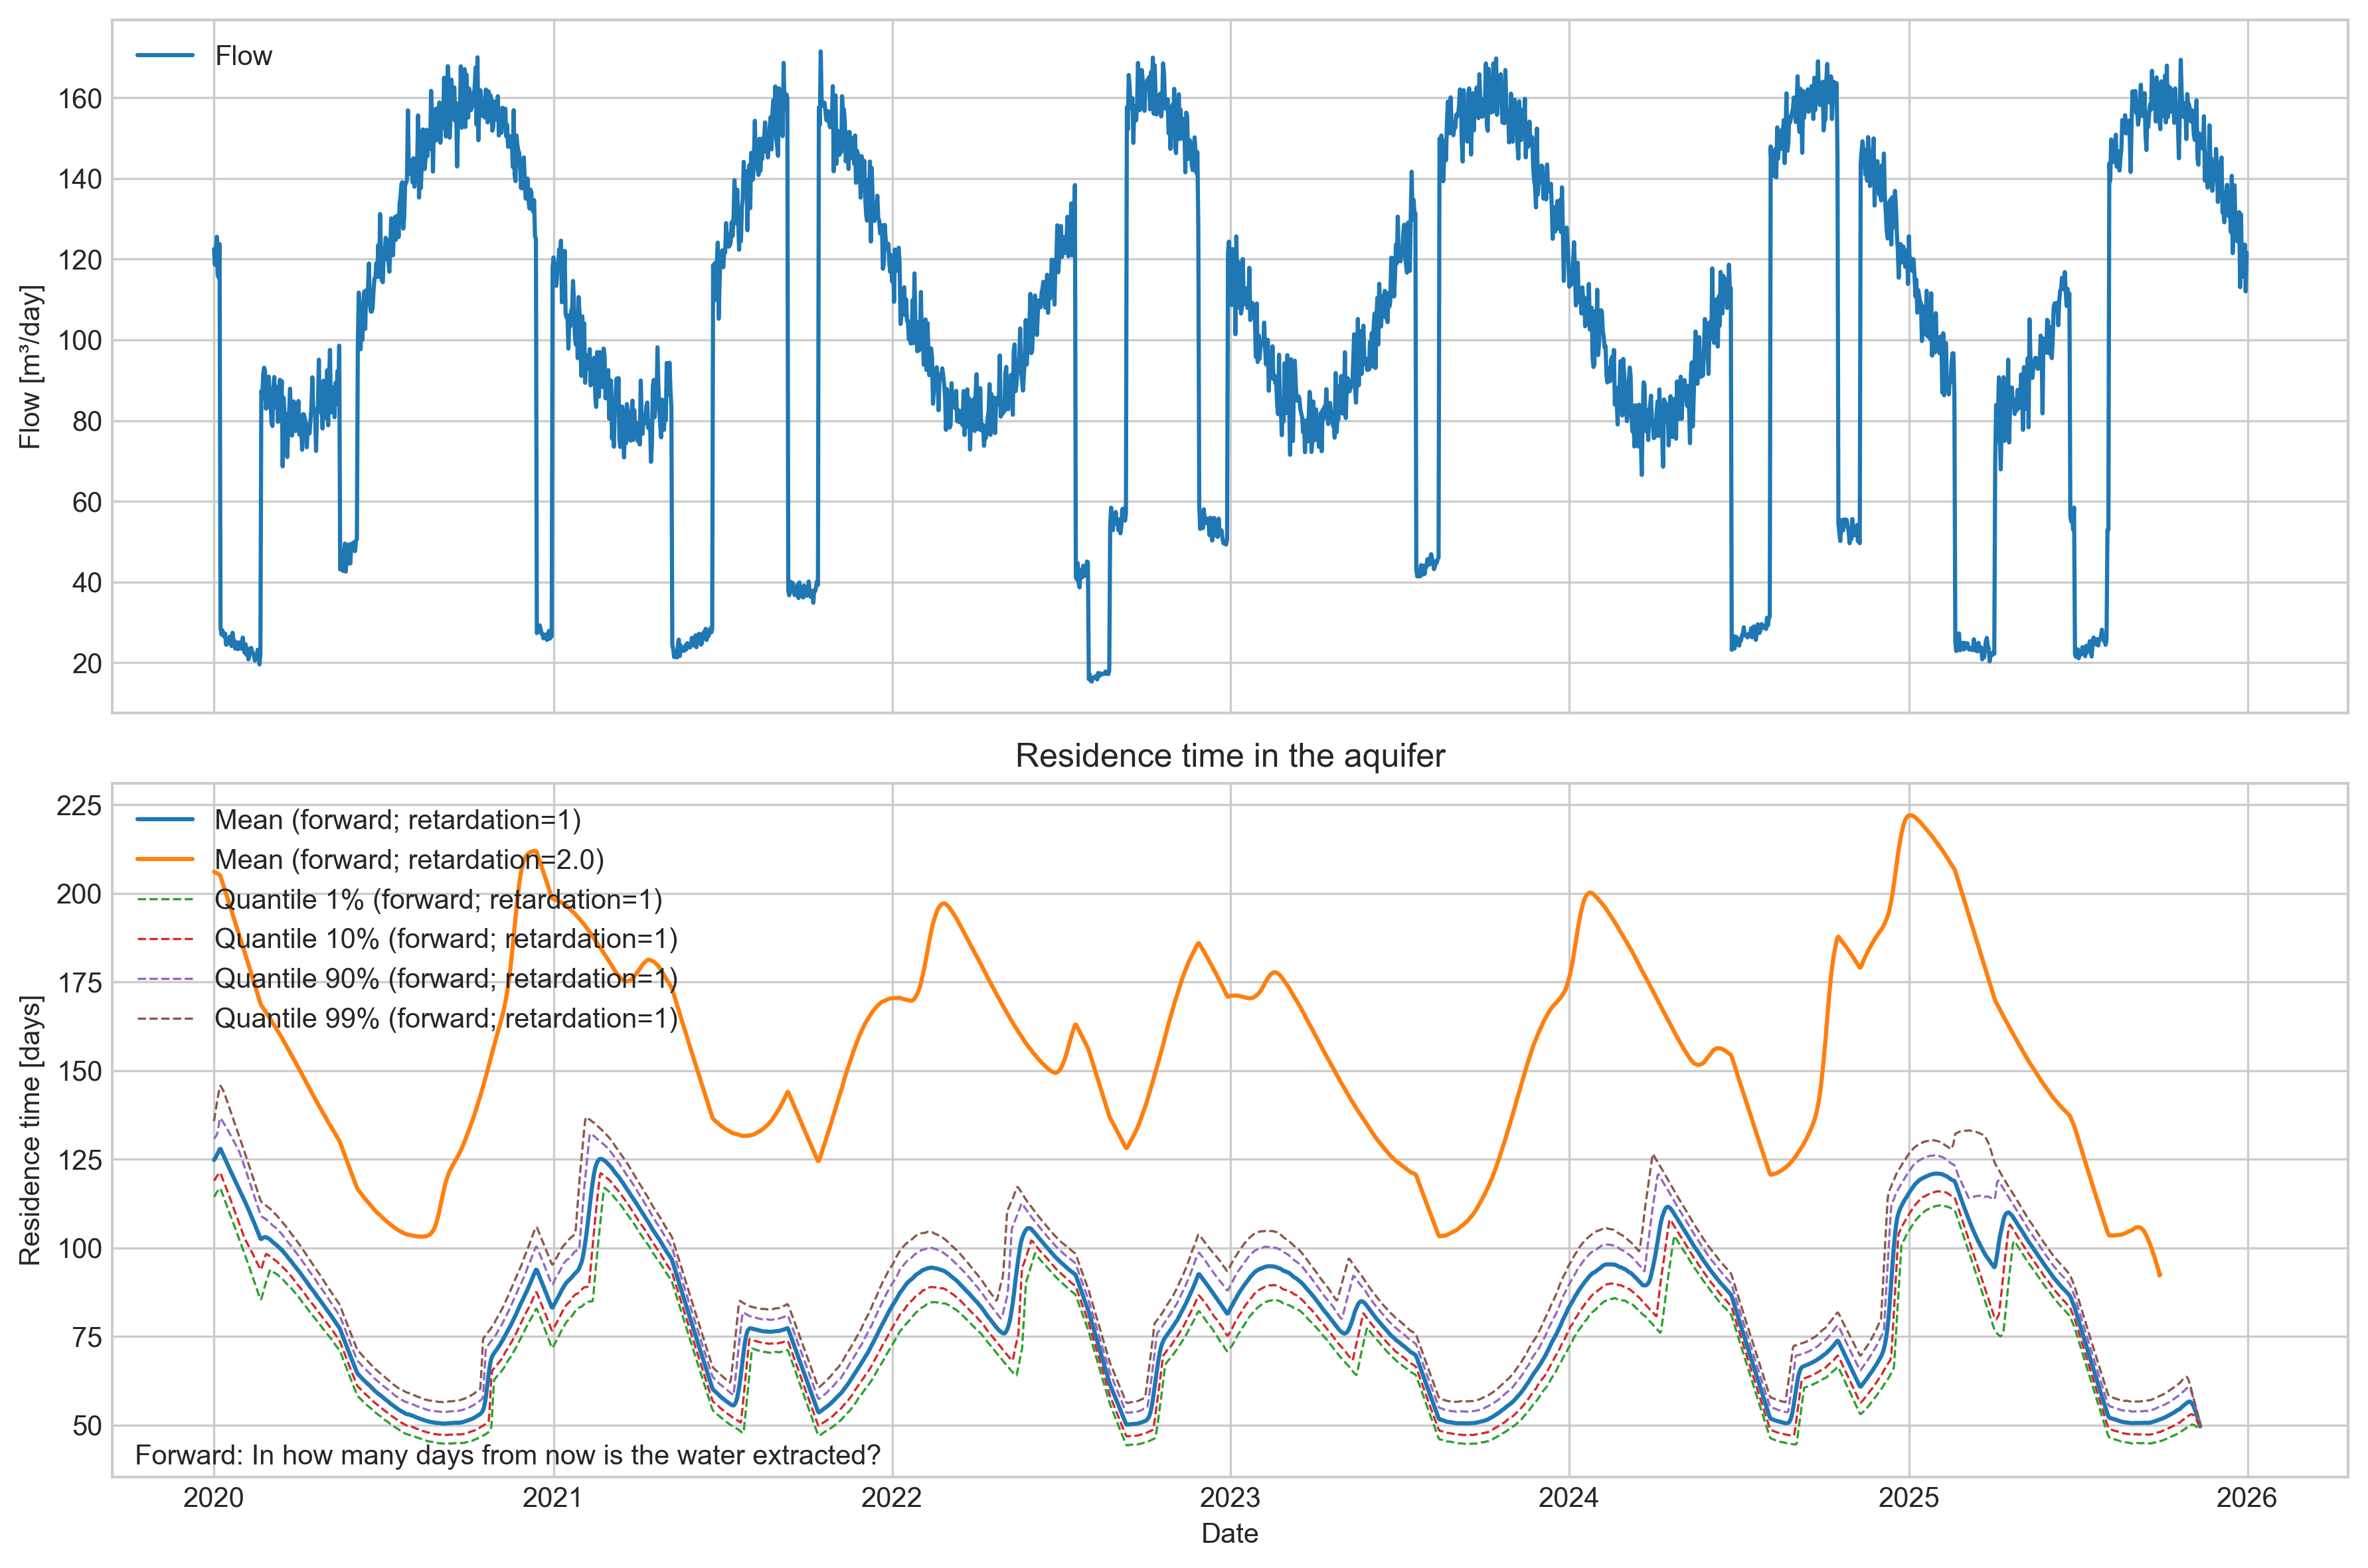 Flow
160
140
120
100
80
60
40
20
Flow [m³/day]
Residence time in the aquifer
225
200
175
150
125
100
75
50
Residence time [days]
Mean (forward; retardation=1)
Mean (forward; retardation=2.0)
Quantile 1% (forward; retardation=1)
Quantile 10% (forward; retardation=1)
Quantile 90% (forward; retardation=1)
Quantile 99% (forward; retardation=1)
Forward: In how many days from now is the water extracted?
2020 2021 2022 2023 2024 2025 2026
Date